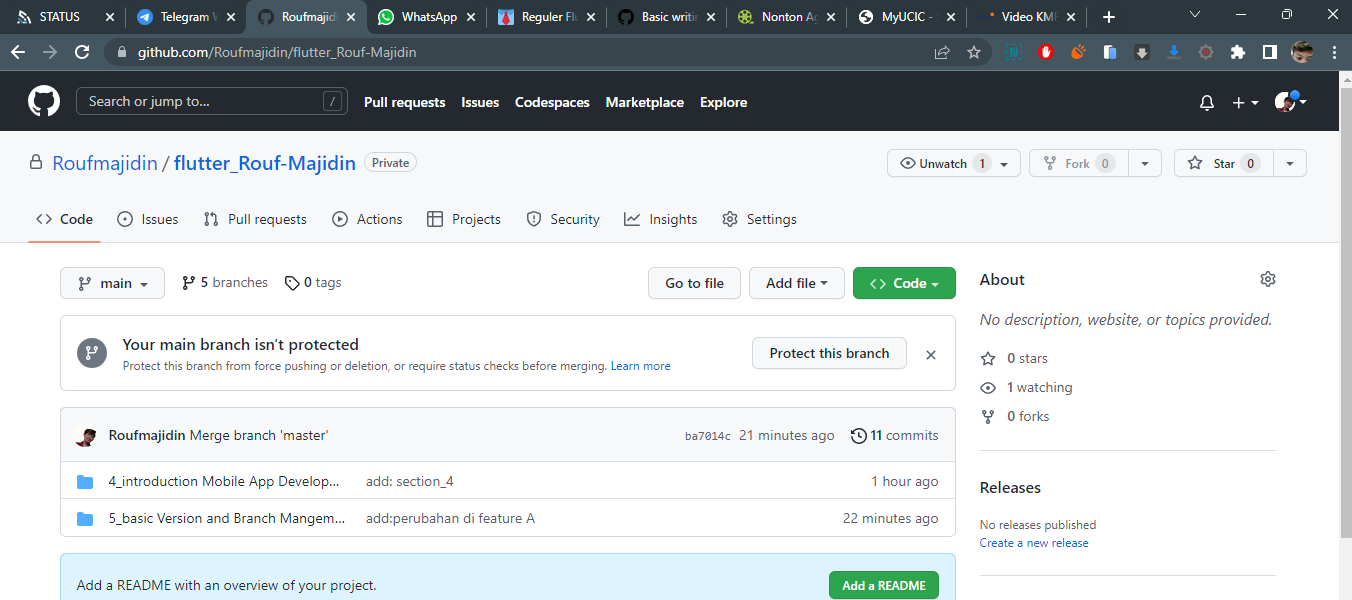 STATUS
Telegram W
Roufmajidi
WhatsApp
Reguler Flu
Basic writin
Nonton Ag
MyUCIC -
Video KMF
github.com/Roufmajidin/flutter_Rouf-Majidin
Search or jump to... /
Pull requests Issues Codespaces Marketplace Explore
Roufmajidin / flutter_Rouf-Majidin Private
Unwatch 1 Fork 0 Star 0
Code Issues Pull requests Actions Projects Security Insights Settings
main 5 branches 0 tags Go to file Add file Code
Your main branch isn't protected
Protect this branch from force pushing or deletion, or require status checks before merging. Learn more
Protect this branch
Roufmajidin Merge branch 'master' ba7014c 21 minutes ago 11 commits
4_introduction Mobile App Develop... add: section_4 1 hour ago
5_basic Version and Branch Mangem... add:perubahan di feature A 22 minutes ago
Add a README with an overview of your project. Add a README
About
No description, website, or topics provided.
0 stars
1 watching
0 forks
Releases
No releases published
Create a new release